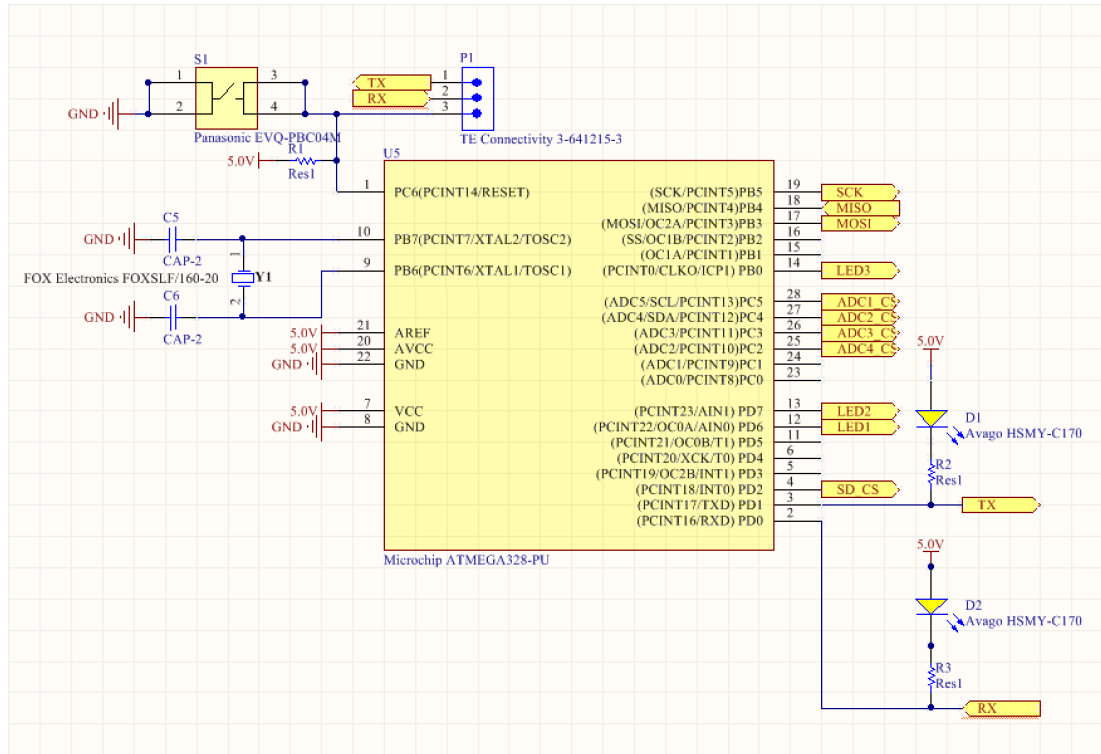 S1
1
3
2
4
GND
Panasonic EVQ-PBC04M
P1
TX
1
RX
2
3
TE Connectivity 3-641215-3
R1
5.0V
Res1
U5
1
PC6(PCINT14/RESET)
10
PB7(PCINT7/XTAL2/TOSC2)
9
PB6(PCINT6/XTAL1/TOSC1)
C5
GND
CAP-2
FOX Electronics FOXSLF/160-20
1
Y1
2
C6
GND
CAP-2
5.0V
21
AREF
5.0V
20
AVCC
GND
22
GND
5.0V
7
VCC
GND
8
GND
(SCK/PCINT5)PB5
19
SCK
(MISO/PCINT4)PB4
18
MISO
(MOSI/OC2A/PCINT3)PB3
17
MOSI
(SS/OC1B/PCINT2)PB2
16
(OC1A/PCINT1)PB1
15
(PCINT0/CLKO/ICP1) PB0
14
LED3
(ADC5/SCL/PCINT13)PC5
28
ADC1_CS
(ADC4/SDA/PCINT12)PC4
27
ADC2_CS
(ADC3/PCINT11)PC3
26
ADC3_CS
(ADC2/PCINT10)PC2
25
ADC4_CS
(ADC1/PCINT9)PC1
24
(ADC0/PCINT8)PC0
23
(PCINT23/AIN1) PD7
13
LED2
(PCINT22/OC0A/AIN0) PD6
12
LED1
(PCINT21/OC0B/T1) PD5
11
(PCINT20/XCK/T0) PD4
6
(PCINT19/OC2B/INT1) PD3
5
(PCINT18/INT0) PD2
4
SD_CS
(PCINT17/TXD) PD1
3
(PCINT16/RXD) PD0
2
Microchip ATMEGA328-PU
5.0V
D1
Avago HSMY-C170
R2
Res1
TX
5.0V
D2
Avago HSMY-C170
R3
Res1
RX